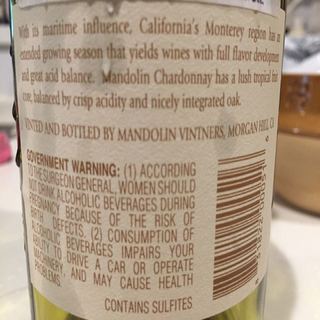 With its maritime influence, California's Monterey region has an
extended growing season that yields wines with full flavor development
and great acid balance. Mandolin Chardonnay has a lush tropical fruit
core, balanced by crisp acidity and nicely integrated oak.
VINTED AND BOTTLED BY MANDOLIN VINTNERS, MORGAN HILL, CA
GOVERNMENT WARNING: (1) ACCORDING
TO THE SURGEON GENERAL, WOMEN SHOULD
NOT DRINK ALCOHOLIC BEVERAGES DURING
PREGNANCY BECAUSE OF THE RISK OF
BIRTH DEFECTS. (2) CONSUMPTION OF
ALCOHOLIC BEVERAGES IMPAIRS YOUR
ABILITY TO DRIVE A CAR OR OPERATE
MACHINERY, AND MAY CAUSE HEALTH
PROBLEMS.
CONTAINS SULFITES